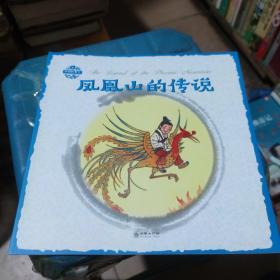 The Legend of the Phoenix Mountain
凤凰山的传说